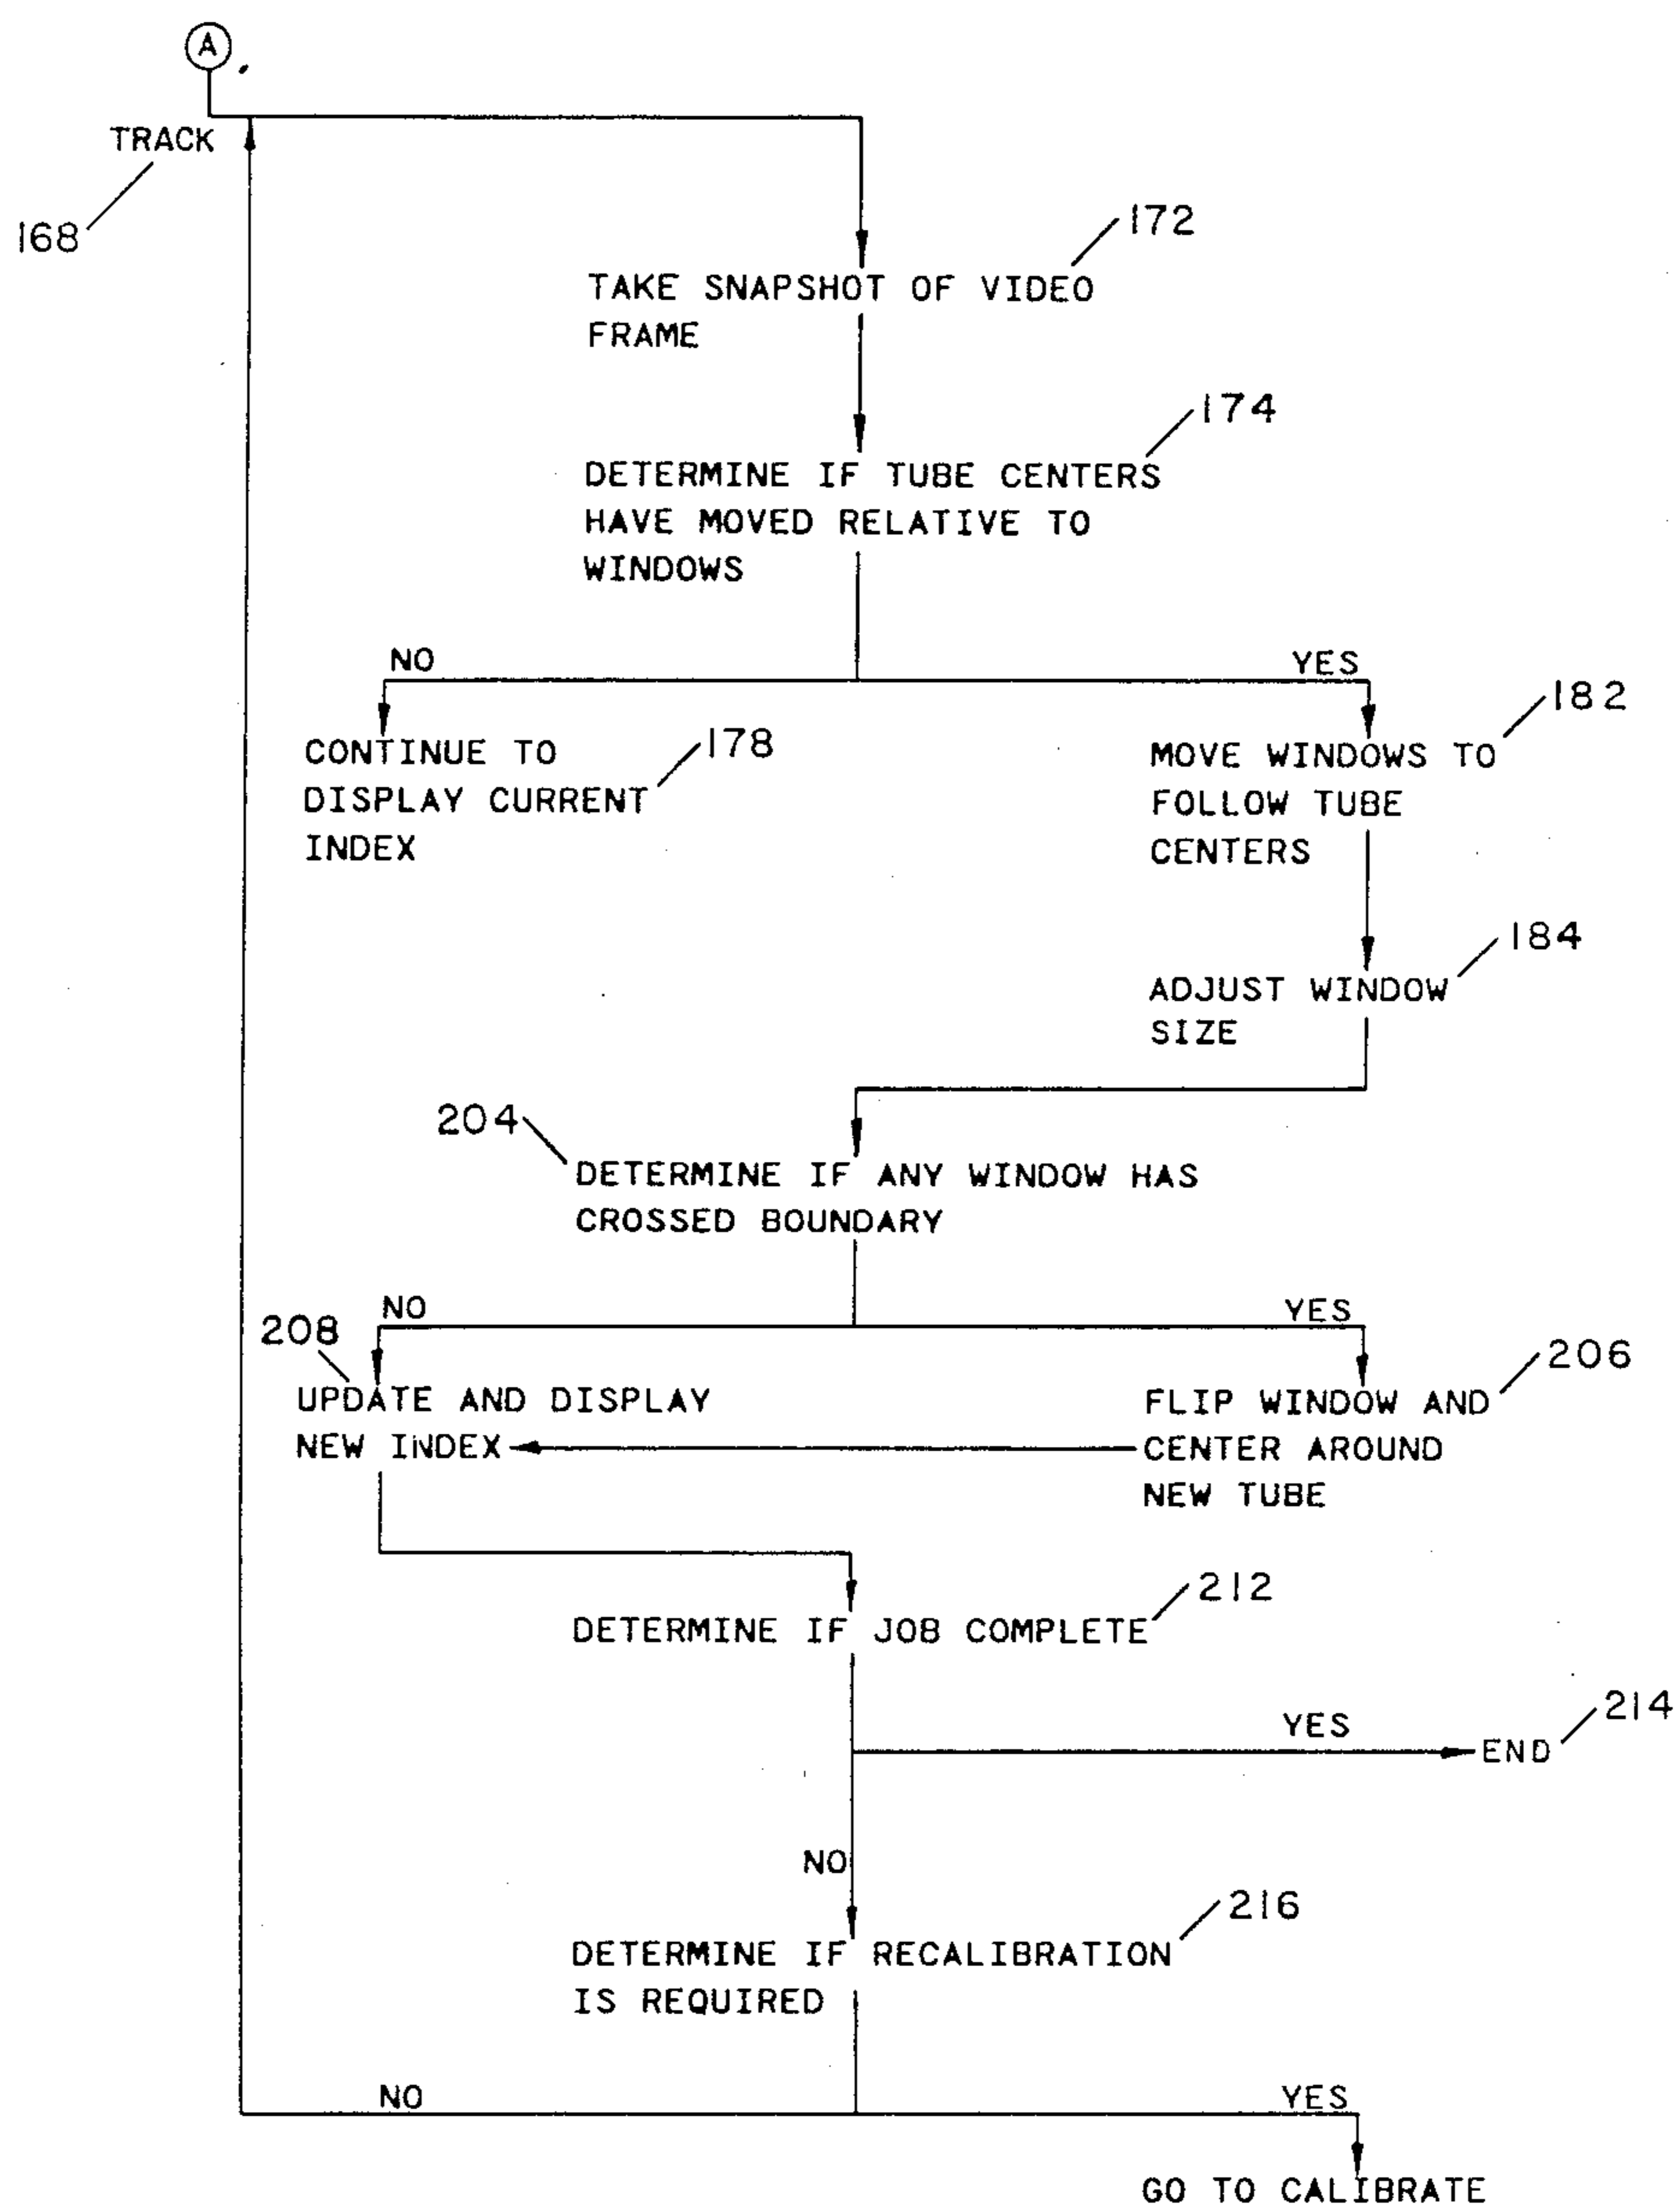 A
TRACK
168
172
TAKE SNAPSHOT OF VIDEO
FRAME
174
DETERMINE IF TUBE CENTERS
HAVE MOVED RELATIVE TO
WINDOWS
NO
YES
182
178
CONTINUE TO
DISPLAY CURRENT
INDEX
MOVE WINDOWS TO
FOLLOW TUBE
CENTERS
184
ADJUST WINDOW
SIZE
204
DETERMINE IF ANY WINDOW HAS
CROSSED BOUNDARY
NO
YES
208
206
UPDATE AND DISPLAY
NEW INDEX
FLIP WINDOW AND
CENTER AROUND
NEW TUBE
212
DETERMINE IF JOB COMPLETE
214
YES
END
NO
216
DETERMINE IF RECALIBRATION
IS REQUIRED
NO
YES
GO TO CALIBRATE